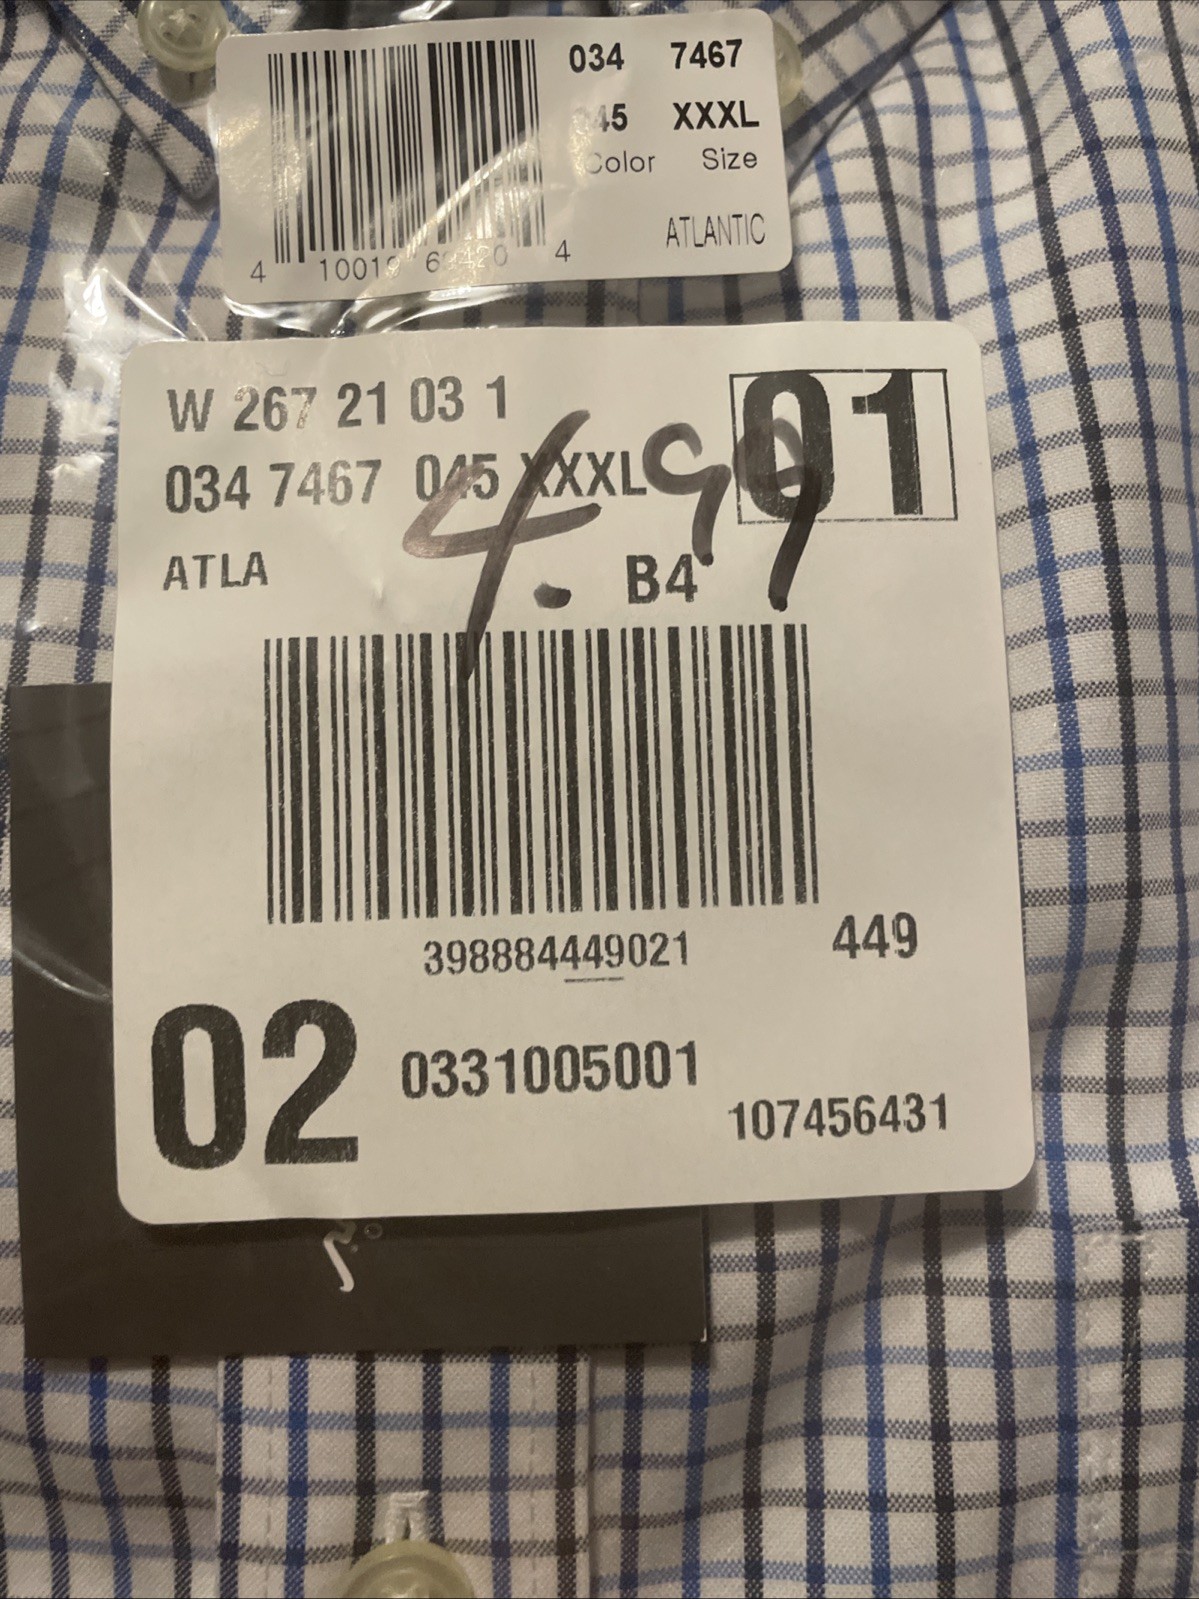 034 7467
045 XXXL
Color Size
ATLANTIC
4 10019 4
W 267 21 03 1
01
034 7467 045 XXXL
4.99
ATLA
B4
398884449021
449
02
0331005001
107456431